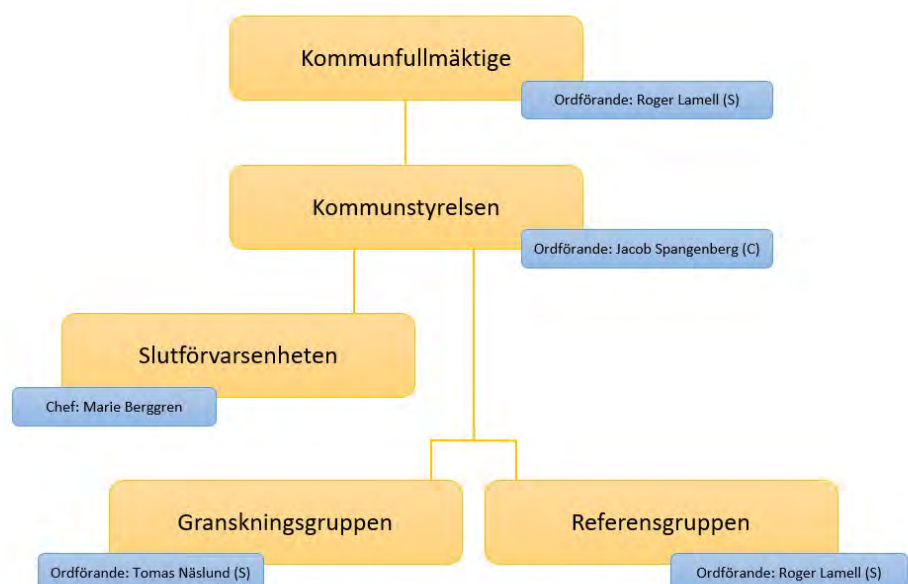 Kommunfullmäktige
Ordförande: Roger Lamell (S)
Kommunstyrelsen
Ordförande: Jacob Spangenberg (C)
Slutförvarsenheten
Chef: Marie Berggren
Granskningsgruppen
Ordförande: Tomas Näslund (S)
Referensgruppen
Ordförande: Roger Lamell (S)